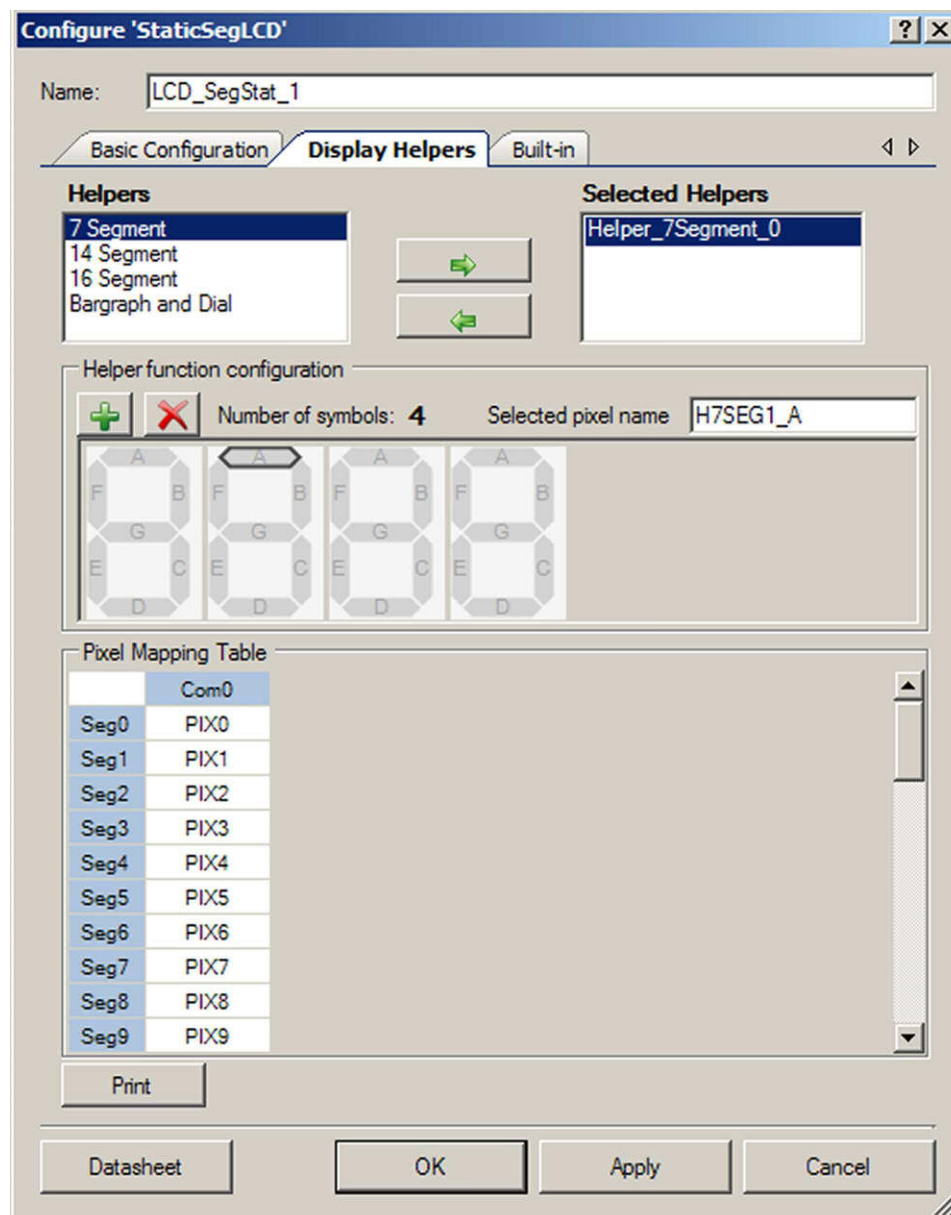 Configure 'StaticSegLCD'
Name: LCD_SegStat_1
Basic Configuration Display Helpers Built-in
Helpers Selected Helpers
7 Segment Helper_7Segment_0
14 Segment
16 Segment
Bargraph and Dial
Helper function configuration
Number of symbols: 4 Selected pixel name H7SEG1_A
A A A A
F B F B F B F B
G G G G
E C E C E C E C
D D D D
Pixel Mapping Table
Com0
Seg0 PIX0
Seg1 PIX1
Seg2 PIX2
Seg3 PIX3
Seg4 PIX4
Seg5 PIX5
Seg6 PIX6
Seg7 PIX7
Seg8 PIX8
Seg9 PIX9
Print
Datasheet OK Apply Cancel